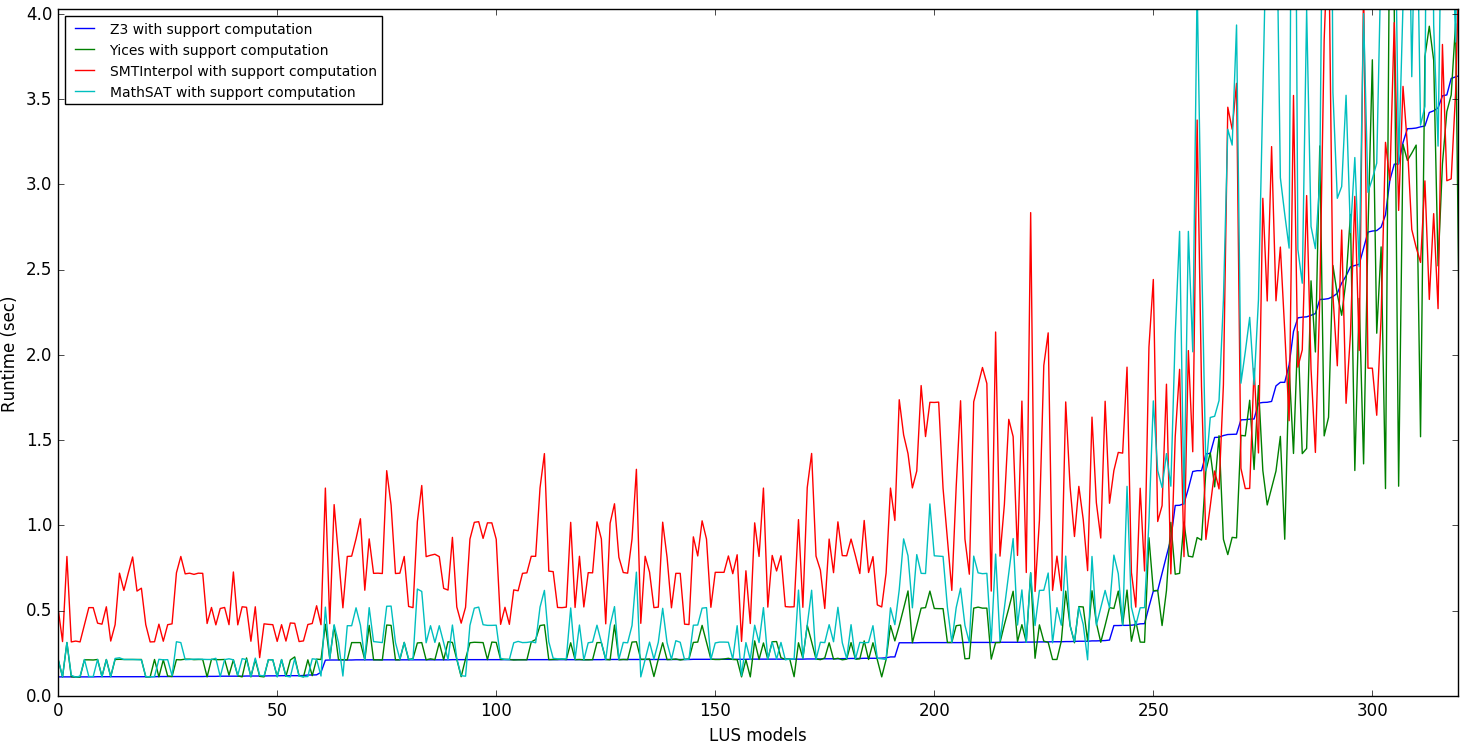 4.0
3.5
3.0
2.5
2.0
1.5
1.0
0.5
0.0
Runtime (sec)
Z3 with support computation
Yices with support computation
SMTInterpol with support computation
MathSAT with support computation
0 50 100 150 200 250 300
LUS models